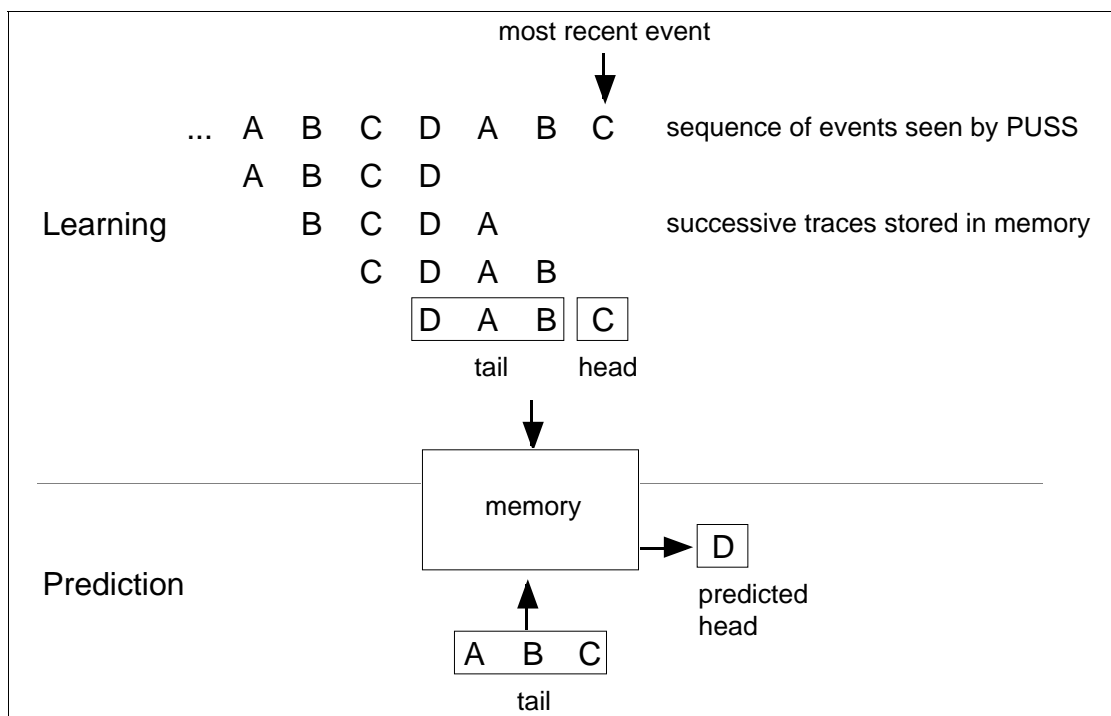 most recent event
... A B C D A B C sequence of events seen by PUSS
A B C D
Learning B C D A successive traces stored in memory
C D A B
D A B C
tail head
memory
D
Prediction
predicted
head
A B C
tail